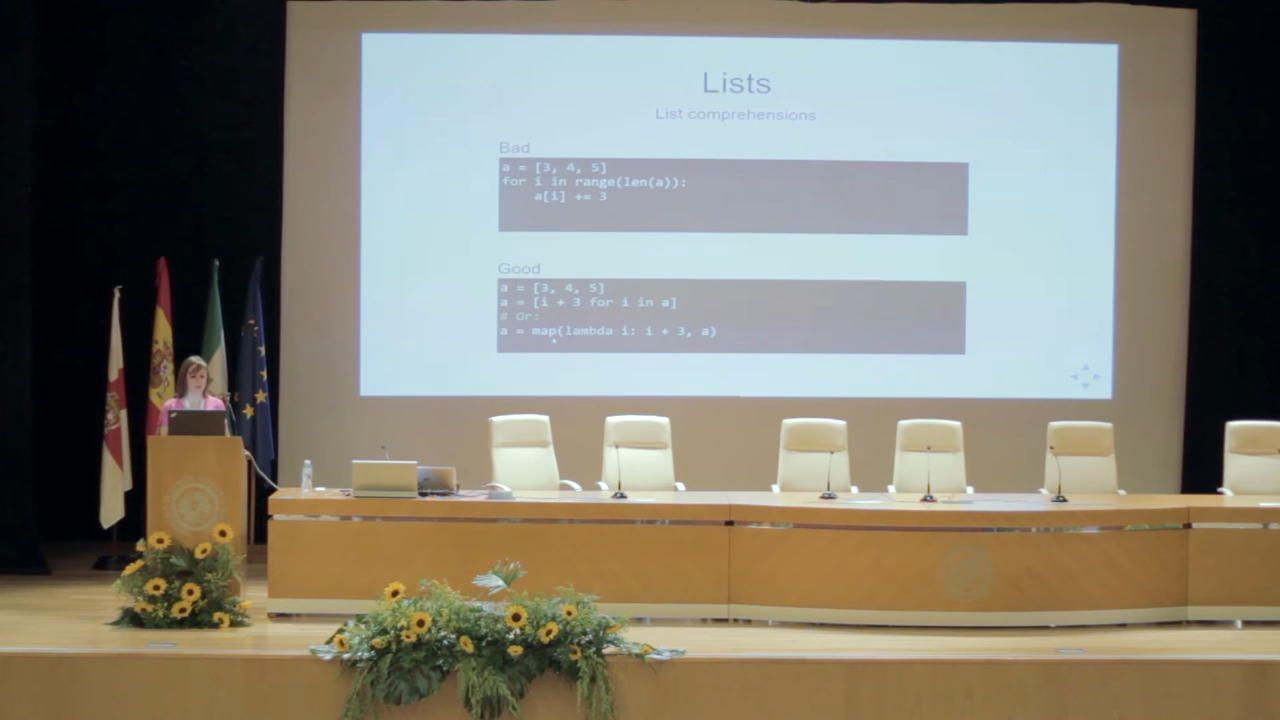 Lists
List comprehensions
Bad
a = [3, 4, 5]
for i in range(len(a)):
    a[i] += 3
Good
a = [3, 4, 5]
a = [i + 3 for i in a]
# Or:
a = map(lambda i: i + 3, a)